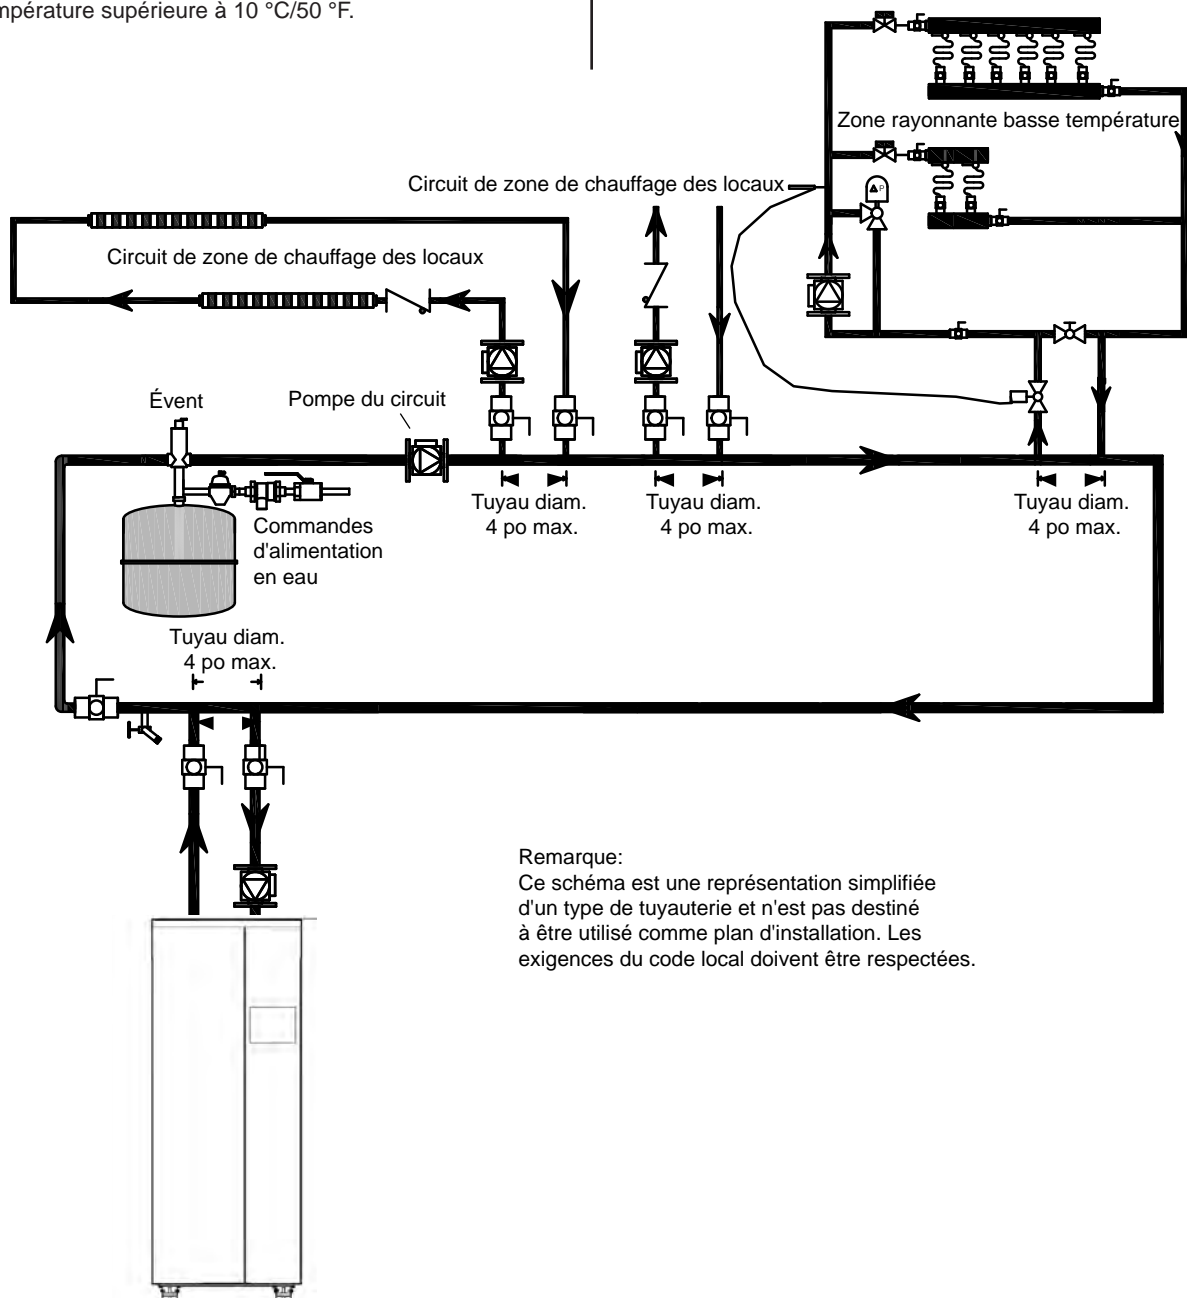 température supérieure à 10 °C/50 °F.
Zone rayonnante basse température
Circuit de zone de chauffage des locaux
P
Circuit de zone de chauffage des locaux
Évent
Pompe du circuit
Tuyau diam.
4 po max.
Tuyau diam.
4 po max.
Tuyau diam.
4 po max.
Commandes
d'alimentation
en eau
Tuyau diam.
4 po max.
Remarque:
Ce schéma est une représentation simplifiée
d'un type de tuyauterie et n'est pas destiné
à être utilisé comme plan d'installation. Les
exigences du code local doivent être respectées.